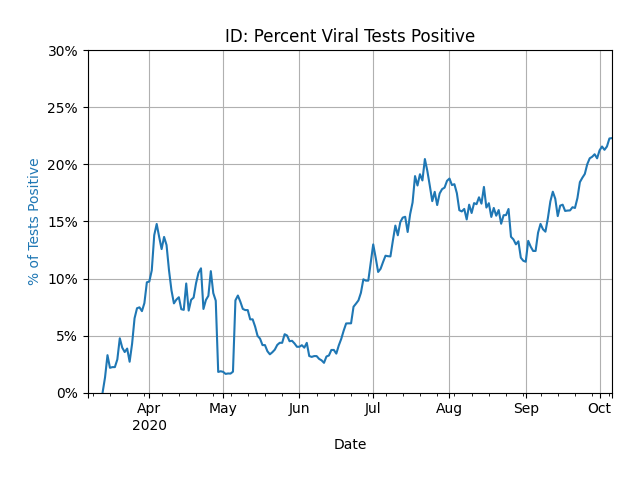 ID: Percent Viral Tests Positive
30%
25%
20%
15%
10%
5%
0%
% of Tests Positive
Apr
2020
May
Jun
Jul
Aug
Sep
Oct
Date